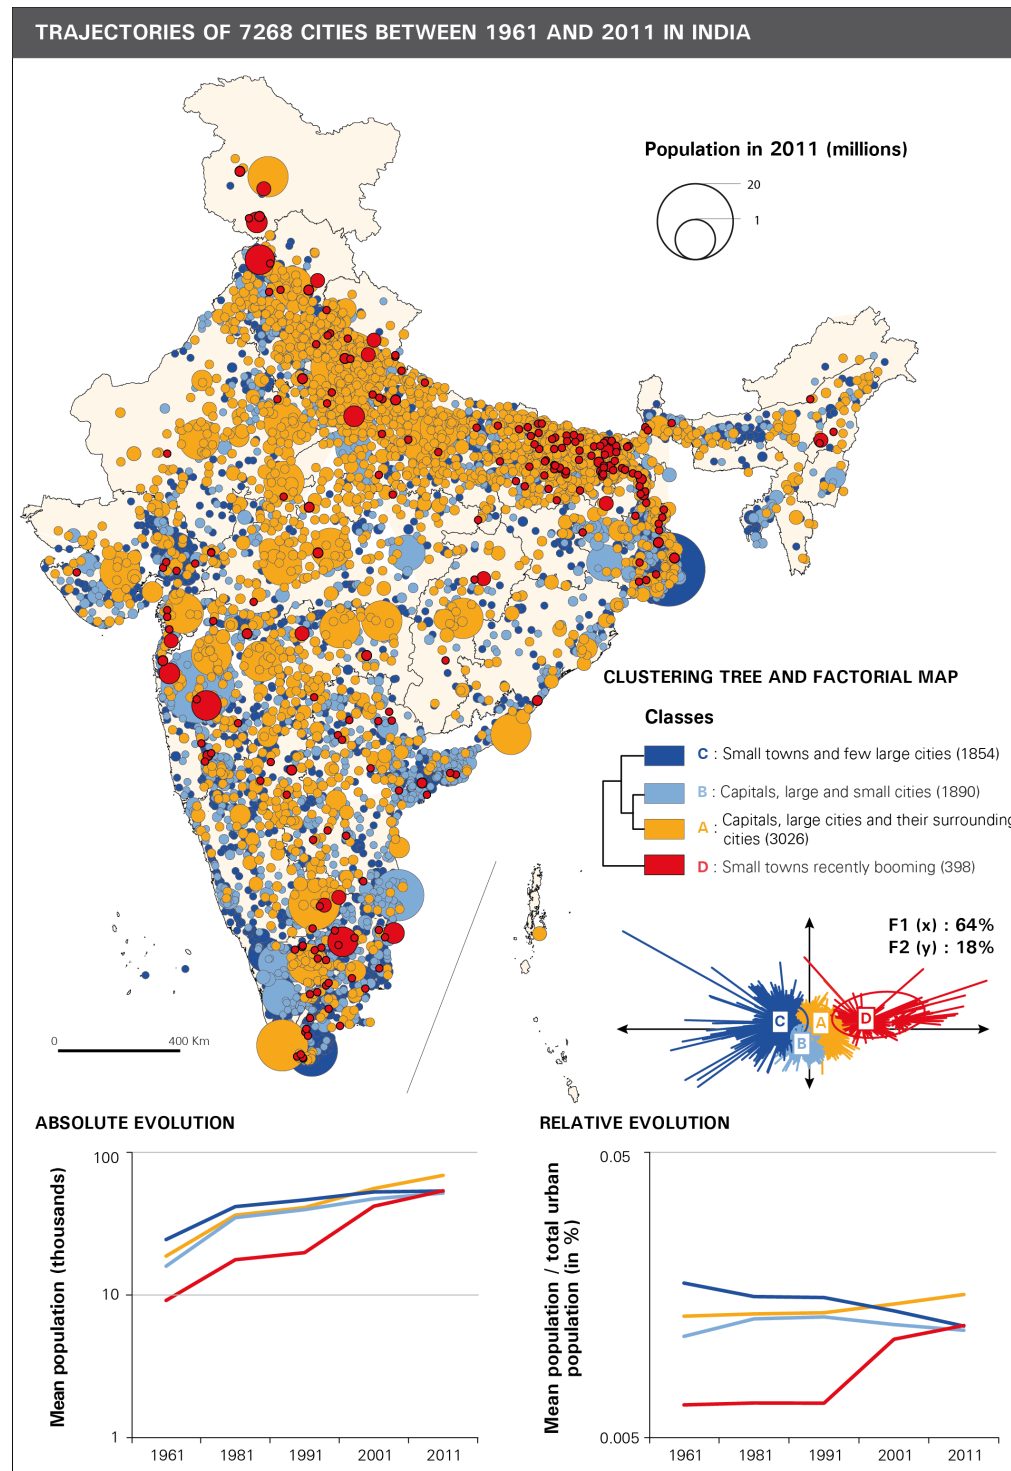 TRAJECTORIES OF 7268 CITIES BETWEEN 1961 AND 2011 IN INDIA
Population in 2011 (millions)
20
1
CLUSTERING TREE AND FACTORIAL MAP
Classes
C : Small towns and few large cities (1854)
B : Capitals, large and small cities (1890)
A : Capitals, large cities and their surrounding
cities (3026)
D : Small towns recently booming (398)
F1 (x) : 64%
F2 (y) : 18%
C
A
D
B
0
400 Km
ABSOLUTE EVOLUTION
Mean population (thousands)
100
10
1
1961
1981
1991
2001
2011
RELATIVE EVOLUTION
Mean population / total urban
population (in %)
0.05
0.005
1961
1981
1991
2001
2011